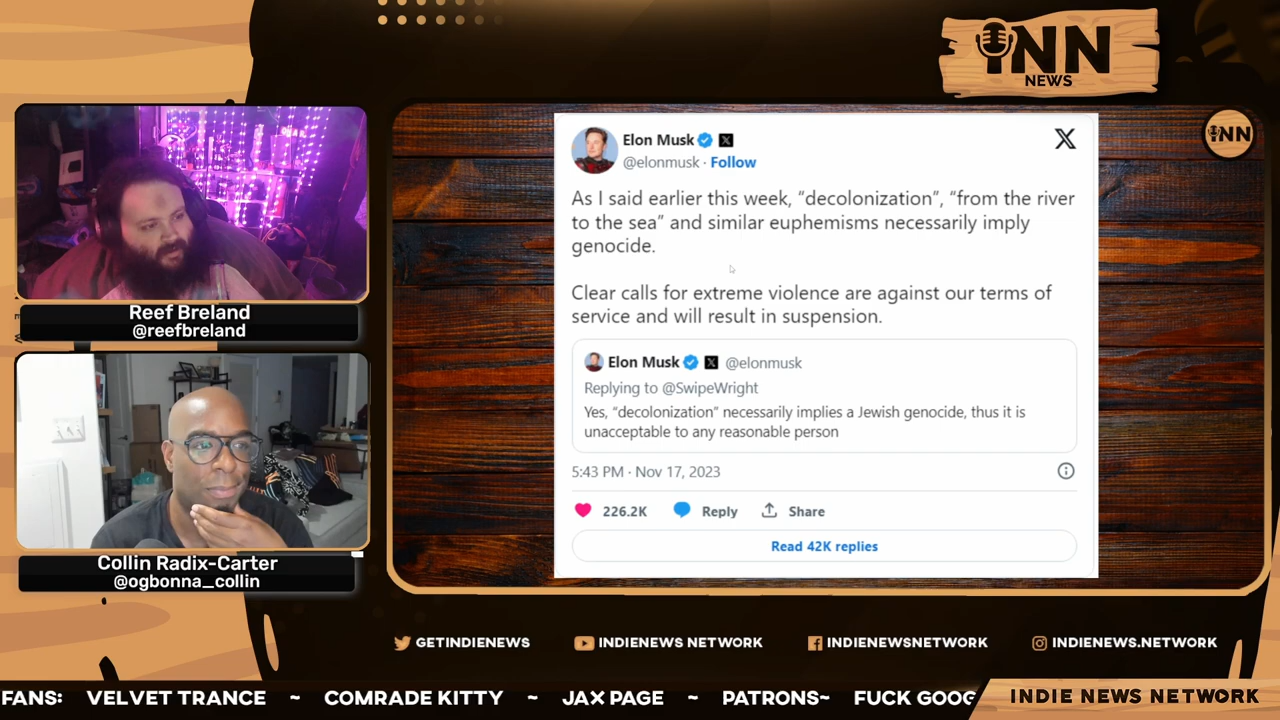 iNN
NEWS
iNN
Elon Musk
@elonmusk · Follow
X
As I said earlier this week, “decolonization”, “from the river
to the sea” and similar euphemisms necessarily imply
genocide.
Clear calls for extreme violence are against our terms of
service and will result in suspension.
Elon Musk X @elonmusk
Replying to @SwipeWright
Yes, “decolonization” necessarily implies a Jewish genocide, thus it is
unacceptable to any reasonable person
5:43 PM · Nov 17, 2023
226.2K Reply Share
Read 42K replies
Reef Breland
@reefbreland
Collin Radix-Carter
@ogbonna_collin
GETINDIENEWS INDIENEWS NETWORK INDIENEWSNETWORK INDIENEWS.NETWORK
FANS: VELVET TRANCE ~ COMRADE KITTY ~ JAX PAGE ~ PATRONS~ FUCK GOOG
INDIE NEWS NETWORK